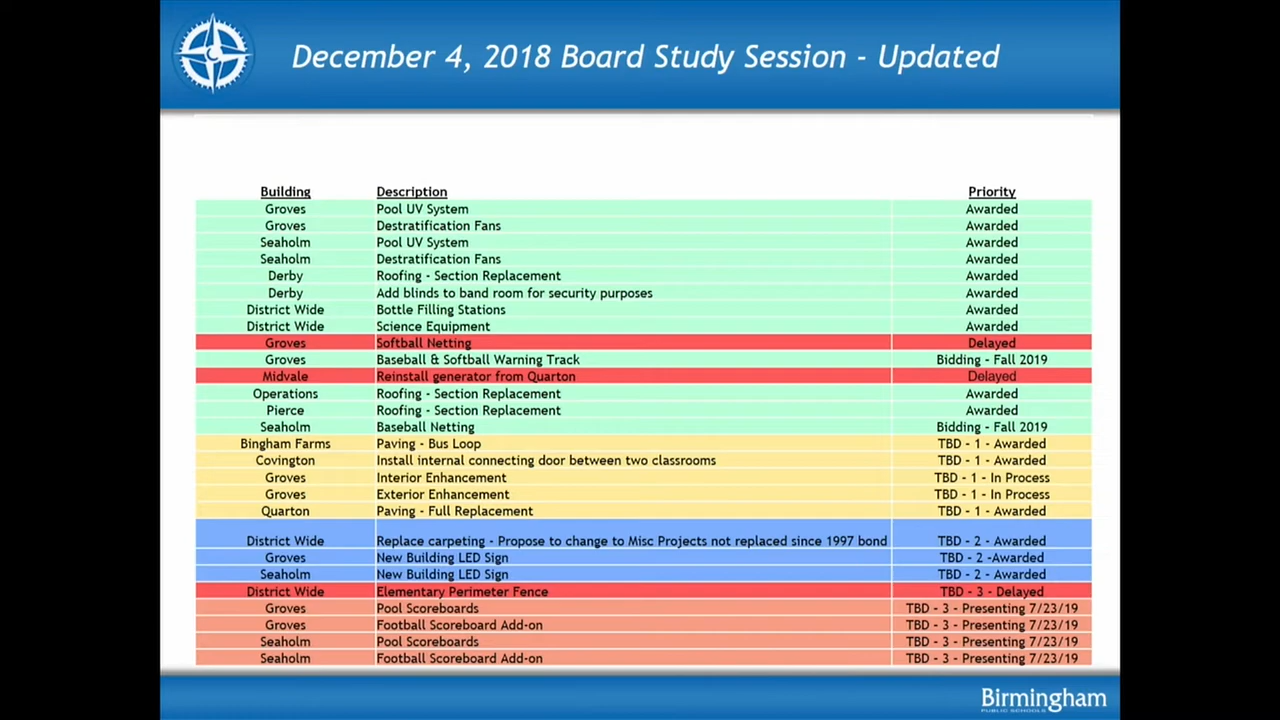 December 4, 2018 Board Study Session - Updated
Building Description Priority
Groves Pool UV System Awarded
Groves Destratification Fans Awarded
Seaholm Pool UV System Awarded
Seaholm Destratification Fans Awarded
Derby Roofing - Section Replacement Awarded
Derby Add blinds to band room for security purposes Awarded
District Wide Bottle Filling Stations Awarded
District Wide Science Equipment Awarded
Groves Softball Netting Delayed
Groves Baseball & Softball Warning Track Bidding - Fall 2019
Midvale Reinstall generator from Quarton Delayed
Operations Roofing - Section Replacement Awarded
Pierce Roofing - Section Replacement Awarded
Seaholm Baseball Netting Bidding - Fall 2019
Bingham Farms Paving - Bus Loop TBD - 1 - Awarded
Covington Install internal connecting door between two classrooms TBD - 1 - Awarded
Groves Interior Enhancement TBD - 1 - In Process
Groves Exterior Enhancement TBD - 1 - In Process
Quarton Paving - Full Replacement TBD - 1 - Awarded
District Wide Replace carpeting - Propose to change to Misc Projects not replaced since 1997 bond TBD - 2 - Awarded
Groves New Building LED Sign TBD - 2 -Awarded
Seaholm New Building LED Sign TBD - 2 - Awarded
District Wide Elementary Perimeter Fence TBD - 3 - Delayed
Groves Pool Scoreboards TBD - 3 - Presenting 7/23/19
Groves Football Scoreboard Add-on TBD - 3 - Presenting 7/23/19
Seaholm Pool Scoreboards TBD - 3 - Presenting 7/23/19
Seaholm Football Scoreboard Add-on TBD - 3 - Presenting 7/23/19
Birmingham
PUBLIC SCHOOLS